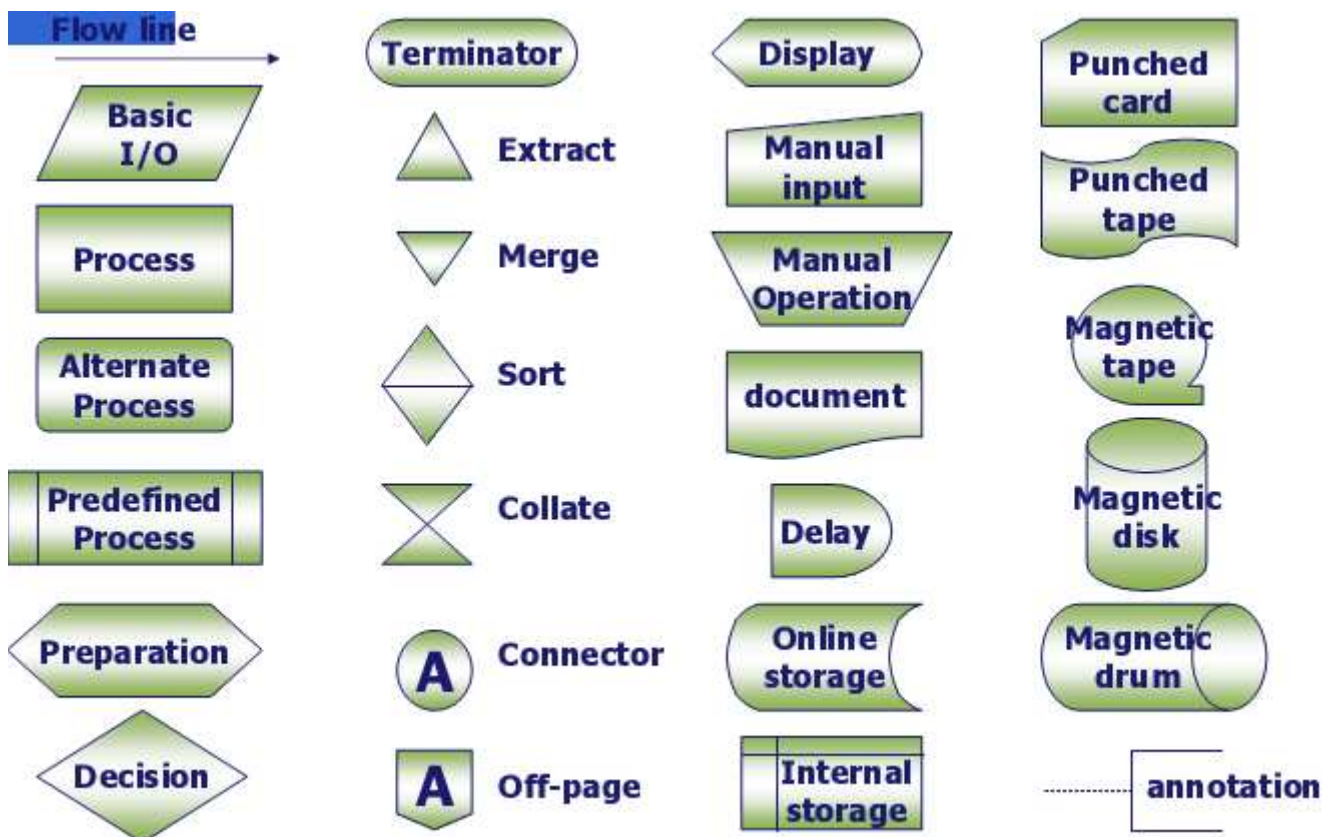 Flow line
Basic
I/O
Process
Alternate
Process
Predefined
Process
Preparation
Decision
Terminator
Extract
Merge
Sort
Collate
A
Connector
A
Off-page
Display
Manual
input
Manual
Operation
document
Delay
Online
storage
Internal
storage
Punched
card
Punched
tape
Magnetic
tape
Magnetic
disk
Magnetic
drum
annotation